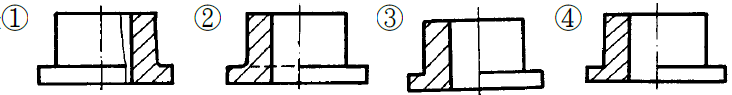 ① ② ③ ④